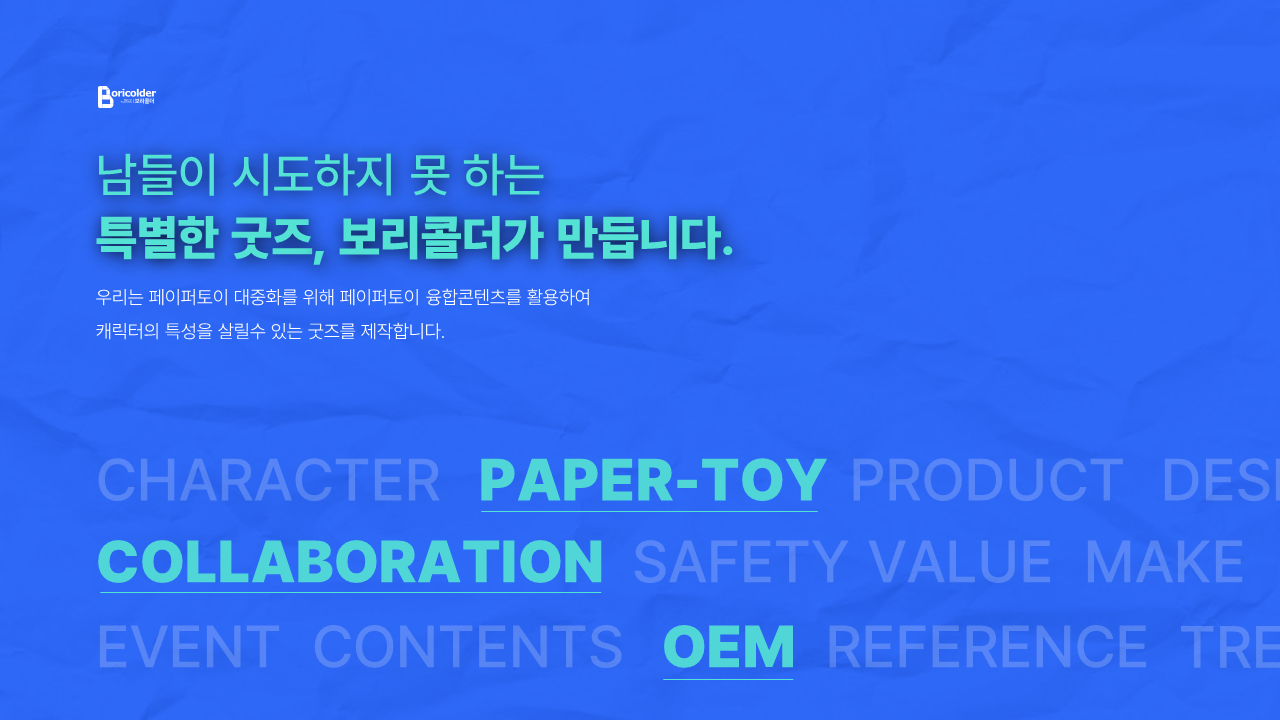 Boricolder
보리콜더
남들이 시도하지 못 하는
특별한 굿즈, 보리콜더가 만듭니다.
우리는 페이퍼토이 대중화를 위해 페이퍼토이 융합콘텐츠를 활용하여
캐릭터의 특성을 살릴수 있는 굿즈를 제작합니다.
CHARACTER PAPER-TOY PRODUCT DESI
COLLABORATION SAFETY VALUE MAKE
EVENT CONTENTS OEM REFERENCE TRE